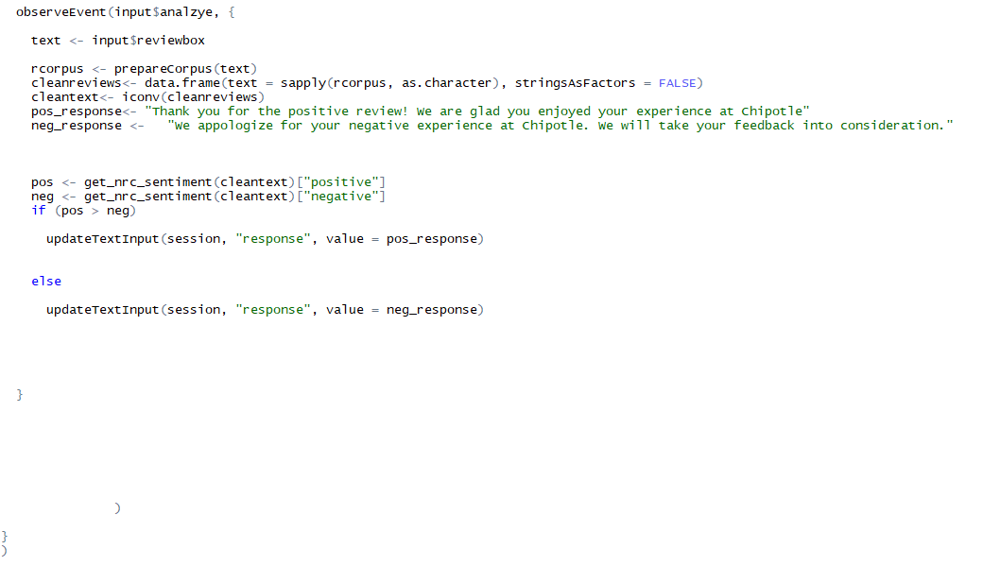 observeEvent(input$analzye, {
text <- input$reviewbox
rcorpus <- prepareCorpus(text)
cleanreviews<- data.frame(text = sapply(rcorpus, as.character), stringsAsFactors = FALSE)
cleantext<- iconv(cleanreviews)
pos_response<- "Thank you for the positive review! We are glad you enjoyed your experience at Chipotle"
neg_response <-   "We appologize for your negative experience at Chipotle. We will take your feedback into consideration."
pos <- get_nrc_sentiment(cleantext)["positive"]
neg <- get_nrc_sentiment(cleantext)["negative"]
if (pos > neg)
updateTextInput(session, "response", value = pos_response)
else
updateTextInput(session, "response", value = neg_response)
}
)
}
)